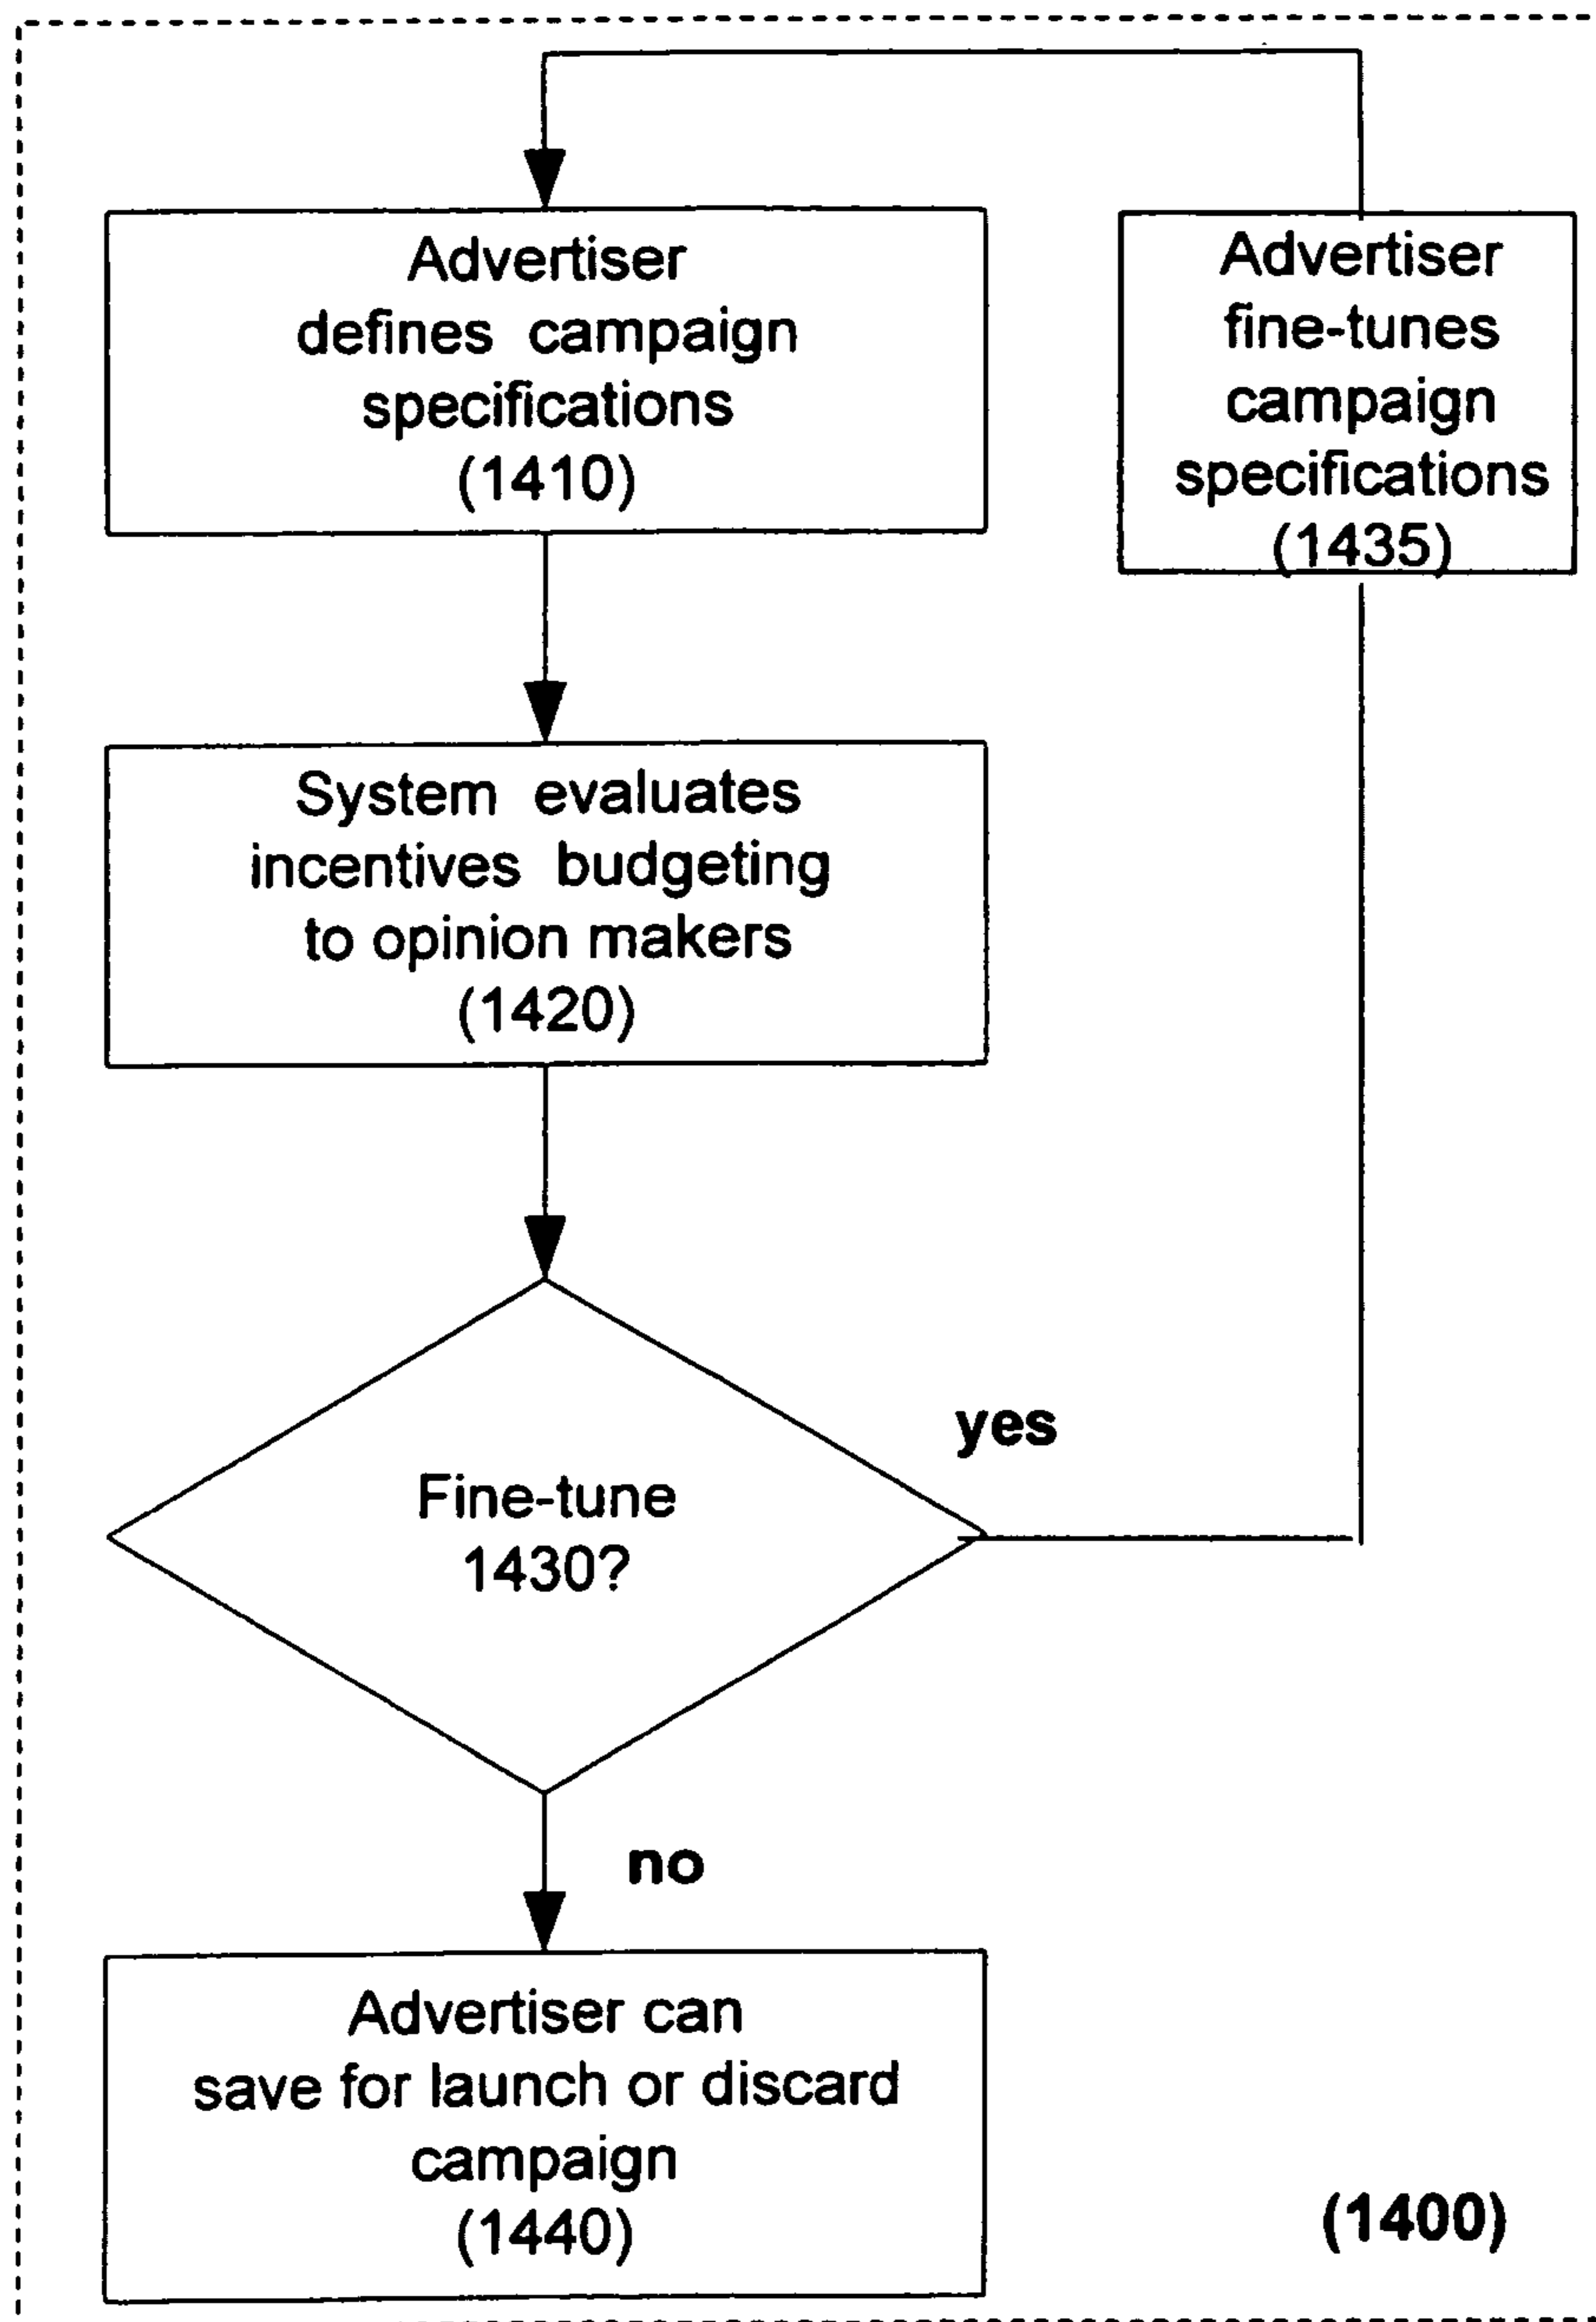 Advertiser
defines campaign
specifications
(1410)
Advertiser
fine-tunes
campaign
specifications
(1435)
System evaluates
incentives budgeting
to opinion makers
(1420)
yes
Fine-tune
1430?
no
Advertiser can
save for launch or discard
campaign
(1440)
(1400)